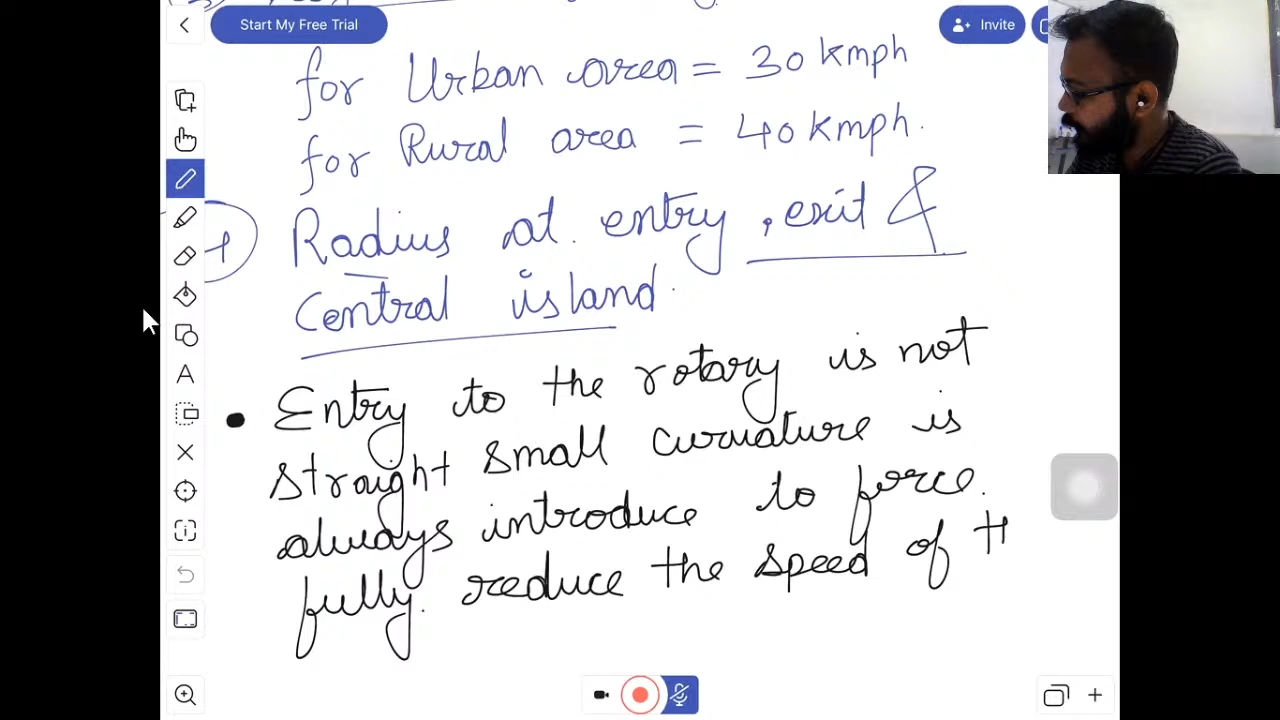 Start My Free Trial
Invite
for Urban area = 30 kmph
for Rural area = 40 kmph.
Radius at entry, exit &
Central island.
Entry to the rotary is not
straight small curvature is
always introduce to force
fully. reduce the speed of t
A